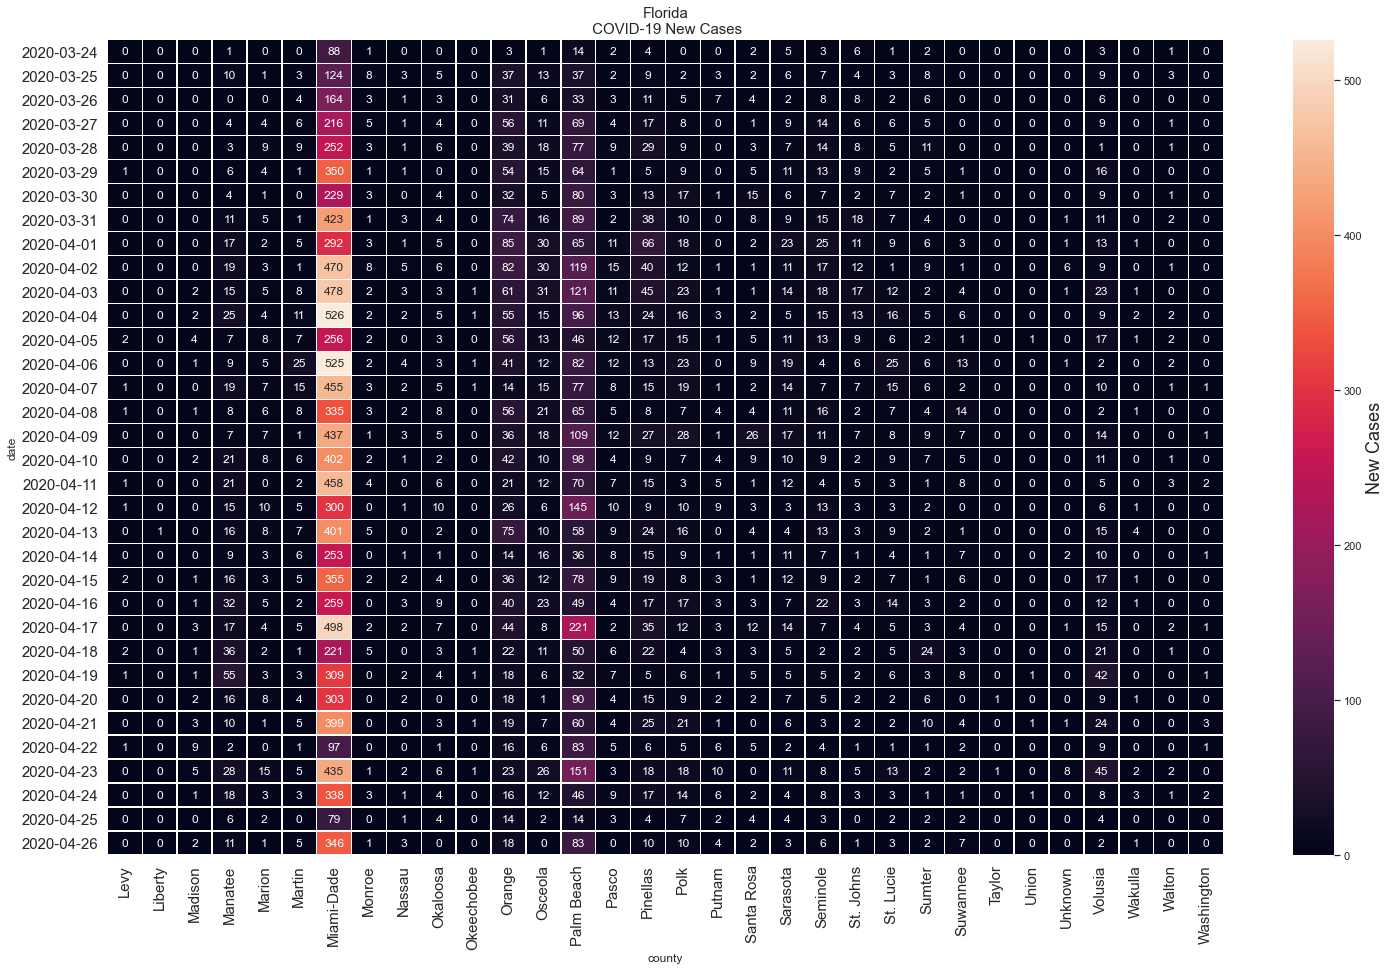 Florida
COVID-19 New Cases
2020-03-24 0 0 0 1 0 0 88 1 0 0 0 3 1 14 2 4 0 0 2 5 3 6 1 2 0 0 0 0 3 0 1 0
2020-03-25 0 0 0 10 1 3 124 8 3 5 0 37 13 37 2 9 2 3 2 6 7 4 3 8 0 0 0 0 9 0 3 0
2020-03-26 0 0 0 0 0 4 164 3 1 3 0 31 6 33 3 11 5 7 4 2 8 8 2 6 0 0 0 0 6 0 0 0
2020-03-27 0 0 0 4 4 6 216 5 1 4 0 56 11 69 4 17 8 0 1 9 14 6 6 5 0 0 0 0 9 0 1 0
2020-03-28 0 0 0 3 9 9 252 3 1 6 0 39 18 77 9 29 9 0 3 7 14 8 5 11 0 0 0 0 1 0 1 0
2020-03-29 1 0 0 6 4 1 350 1 1 0 0 54 15 64 1 5 9 0 5 11 13 9 2 5 1 0 0 0 16 0 0 0
2020-03-30 0 0 0 4 1 0 229 3 0 4 0 32 5 80 3 13 17 1 15 6 7 2 7 2 1 0 0 0 9 0 1 0
2020-03-31 0 0 0 11 5 1 423 1 3 4 0 74 16 89 2 38 10 0 8 9 15 18 7 4 0 0 0 1 11 0 2 0
2020-04-01 0 0 0 17 2 5 292 3 1 5 0 85 30 65 11 66 18 0 2 23 25 11 9 6 3 0 0 1 13 1 0 0
2020-04-02 0 0 0 19 3 1 470 8 5 6 0 82 30 119 15 40 12 1 1 11 17 12 1 9 1 0 0 6 9 0 1 0
2020-04-03 0 0 2 15 5 8 478 2 3 3 1 61 31 121 11 45 23 1 1 14 18 17 12 2 4 0 0 1 23 1 0 0
2020-04-04 0 0 2 25 4 11 526 2 2 5 1 55 15 96 13 24 16 3 2 5 15 13 16 5 6 0 0 0 9 2 2 0
2020-04-05 2 0 4 7 8 7 256 2 0 3 0 56 13 46 12 17 15 1 5 11 13 9 6 2 1 0 1 0 17 1 2 0
2020-04-06 0 0 1 9 5 25 525 2 4 3 1 41 12 82 12 13 23 0 9 19 4 6 25 6 13 0 0 1 2 0 2 0
2020-04-07 1 0 0 19 7 15 455 3 2 5 1 14 15 77 8 15 19 1 2 14 7 7 15 6 2 0 0 0 10 0 1 1
2020-04-08 1 0 1 8 6 8 335 3 2 8 0 56 21 65 5 8 7 4 4 11 16 2 7 4 14 0 0 0 2 1 0 0
2020-04-09 0 0 0 7 7 1 437 1 3 5 0 36 18 109 12 27 28 1 26 17 11 7 8 9 7 0 0 0 14 0 0 1
2020-04-10 0 0 2 21 8 6 402 2 1 2 0 42 10 98 4 9 7 4 9 10 9 2 9 7 5 0 0 0 11 0 1 0
2020-04-11 1 0 0 21 0 2 458 4 0 6 0 21 12 70 7 15 3 5 1 12 4 5 3 1 8 0 0 0 5 0 3 2
2020-04-12 1 0 0 15 10 5 300 0 1 10 0 26 6 145 10 9 10 9 3 3 13 3 3 2 0 0 0 0 6 1 0 0
2020-04-13 0 1 0 16 8 7 401 5 0 2 0 75 10 58 9 24 16 0 4 4 13 3 9 2 1 0 0 0 15 4 0 0
2020-04-14 0 0 0 9 3 6 253 0 1 1 0 14 16 36 8 15 9 1 1 11 7 1 4 1 7 0 0 2 10 0 0 1
2020-04-15 2 0 1 16 3 5 355 2 2 4 0 36 12 78 9 19 8 3 1 12 9 2 7 1 6 0 0 0 17 1 0 0
2020-04-16 0 0 1 32 5 2 259 0 3 9 0 40 23 49 4 17 17 3 3 7 22 3 14 3 2 0 0 0 12 1 0 0
2020-04-17 0 0 3 17 4 5 498 2 2 7 0 44 8 221 2 35 12 3 12 14 7 4 5 3 4 0 0 1 15 0 2 1
2020-04-18 2 0 1 36 2 1 221 5 0 3 1 22 11 50 6 22 4 3 3 5 2 2 5 24 3 0 0 0 21 0 1 0
2020-04-19 1 0 1 55 3 3 309 0 2 4 1 18 6 32 7 5 6 1 5 5 5 2 6 3 8 0 1 0 42 0 0 1
2020-04-20 0 0 2 16 8 4 303 0 2 0 0 18 1 90 4 15 9 2 2 7 5 2 2 6 0 1 0 0 9 1 0 0
2020-04-21 0 0 3 10 1 5 399 0 0 3 1 19 7 60 4 25 21 1 0 6 3 2 2 10 4 0 1 1 24 0 0 3
2020-04-22 1 0 9 2 0 1 97 0 0 1 0 16 6 83 5 6 5 6 5 2 4 1 1 1 2 0 0 0 9 0 0 1
2020-04-23 0 0 5 28 15 5 435 1 2 6 1 23 26 151 3 18 18 10 0 11 8 5 13 2 2 1 0 8 45 2 2 0
2020-04-24 0 0 1 18 3 3 338 3 1 4 0 16 12 46 9 17 14 6 2 4 8 3 3 1 1 0 1 0 8 3 1 2
2020-04-25 0 0 0 6 2 0 79 0 1 4 0 14 2 14 3 4 7 2 4 4 3 0 2 2 2 0 0 0 4 0 0 0
2020-04-26 0 0 2 11 1 5 346 1 3 0 0 18 0 83 0 10 10 4 2 3 6 1 3 2 7 0 0 0 2 1 0 0
Levy Liberty Madison Manatee Marion Martin Miami-Dade Monroe Nassau Okaloosa Okeechobee Orange Osceola Palm Beach Pasco Pinellas Polk Putnam Santa Rosa Sarasota Seminole St. Johns St. Lucie Sumter Suwannee Taylor Union Unknown Volusia Wakulla Walton Washington
county
date
500
400
300
200
100
0
New Cases